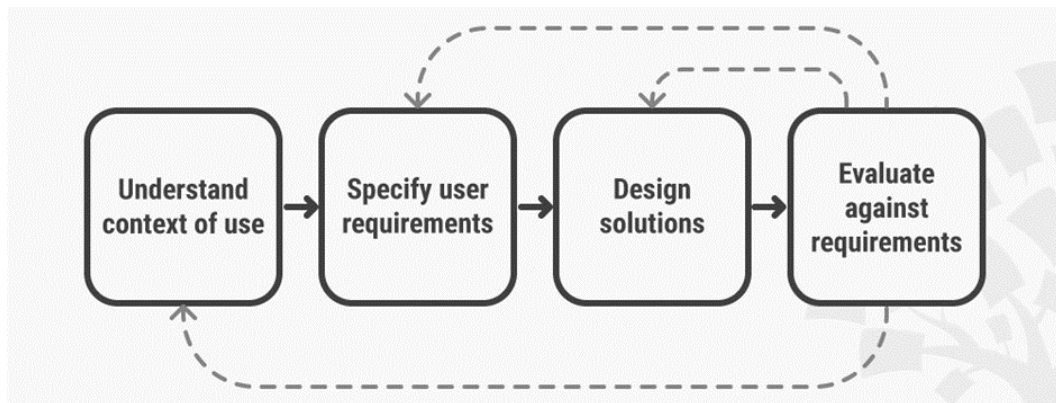 Understand
context of use
Specify user
requirements
Design
solutions
Evaluate
against
requirements